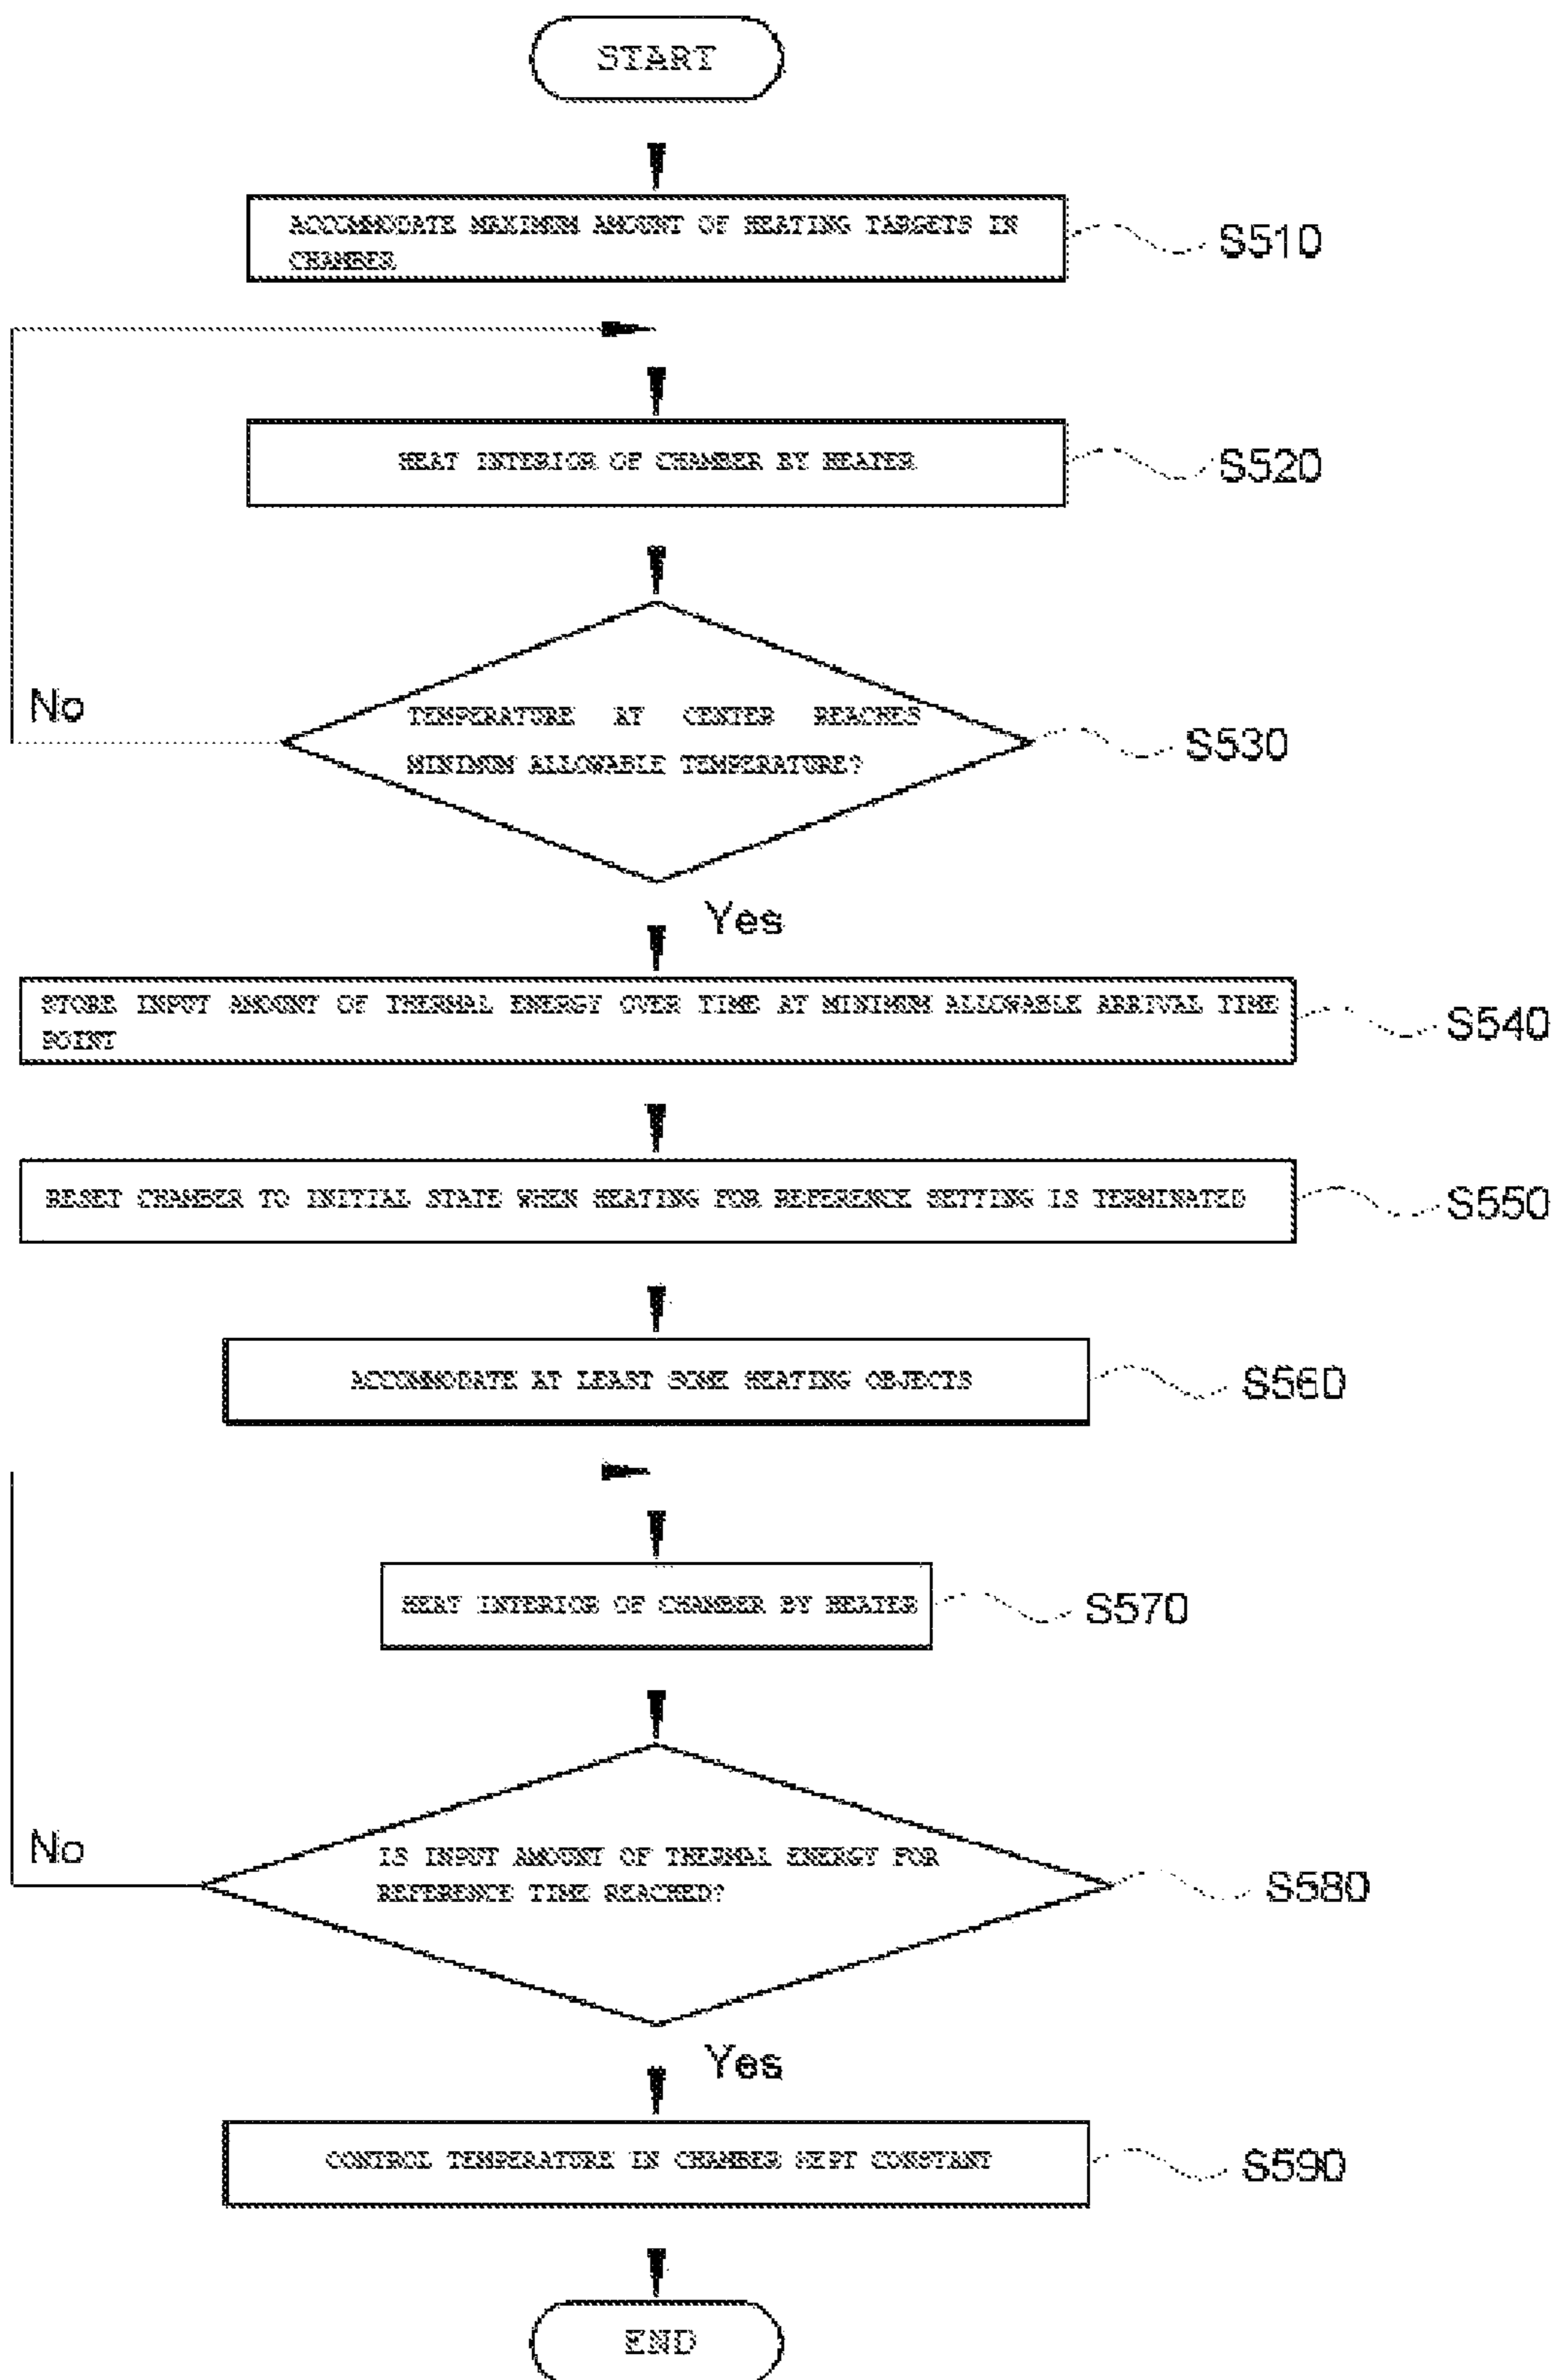 START
ACCOMMODATE MAXIMUM AMOUNT OF HEATING TARGETS IN
CHAMBER
S510
HEAT INTERIOR OF CHAMBER BY HEATER
S520
No
TEMPERATURE AT CENTER REACHES
MINIMUM ALLOWABLE TEMPERATURE?
S530
Yes
STORE INPUT AMOUNT OF THERMAL ENERGY OVER TIME AT MINIMUM ALLOWABLE ARRIVAL TIME
POINT
S540
RESET CHAMBER TO INITIAL STATE WHEN HEATING FOR REFERENCE SETTING IS TERMINATED
S550
ACCOMMODATE AT LEAST SOME HEATING OBJECTS
S560
HEAT INTERIOR OF CHAMBER BY HEATER
S570
No
IS INPUT AMOUNT OF THERMAL ENERGY FOR
REFERENCE TIME REACHED?
S580
Yes
CONTROL TEMPERATURE IN CHAMBER KEPT CONSTANT
S590
END